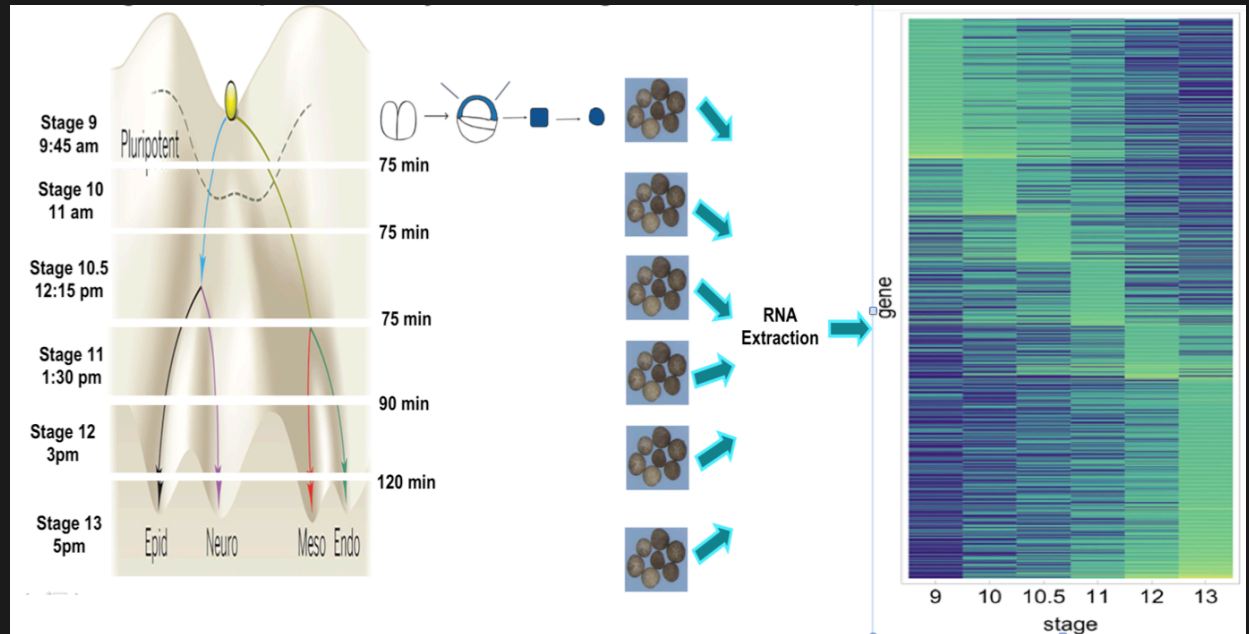 Stage 9
9:45 am
Pluripotent
75 min
Stage 10
11 am
75 min
Stage 10.5
12:15 pm
75 min
Stage 11
1:30 pm
90 min
Stage 12
3pm
120 min
Stage 13
5pm
Epid Neuro Meso Endo
RNA
Extraction
gene
9 10 10.5 11 12 13
stage